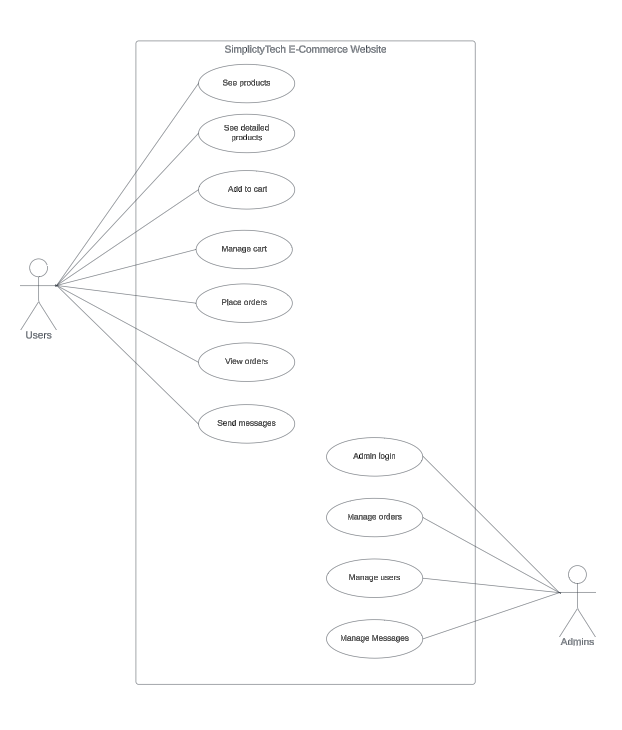 SimplictyTech E-Commerce Website
See products
See detailed
products
Add to cart
Manage cart
Place orders
Users
View orders
Send messages
Admin login
Manage orders
Manage users
Manage Messages
Admins